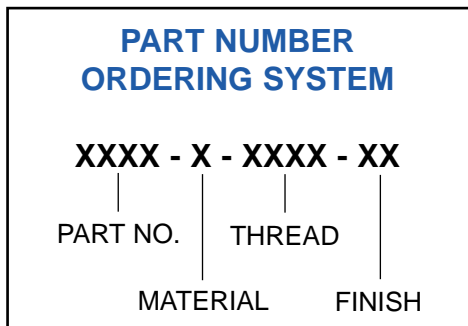 PART NUMBER
ORDERING SYSTEM
XXXX - X - XXXX - XX
PART NO. THREAD
MATERIAL FINISH